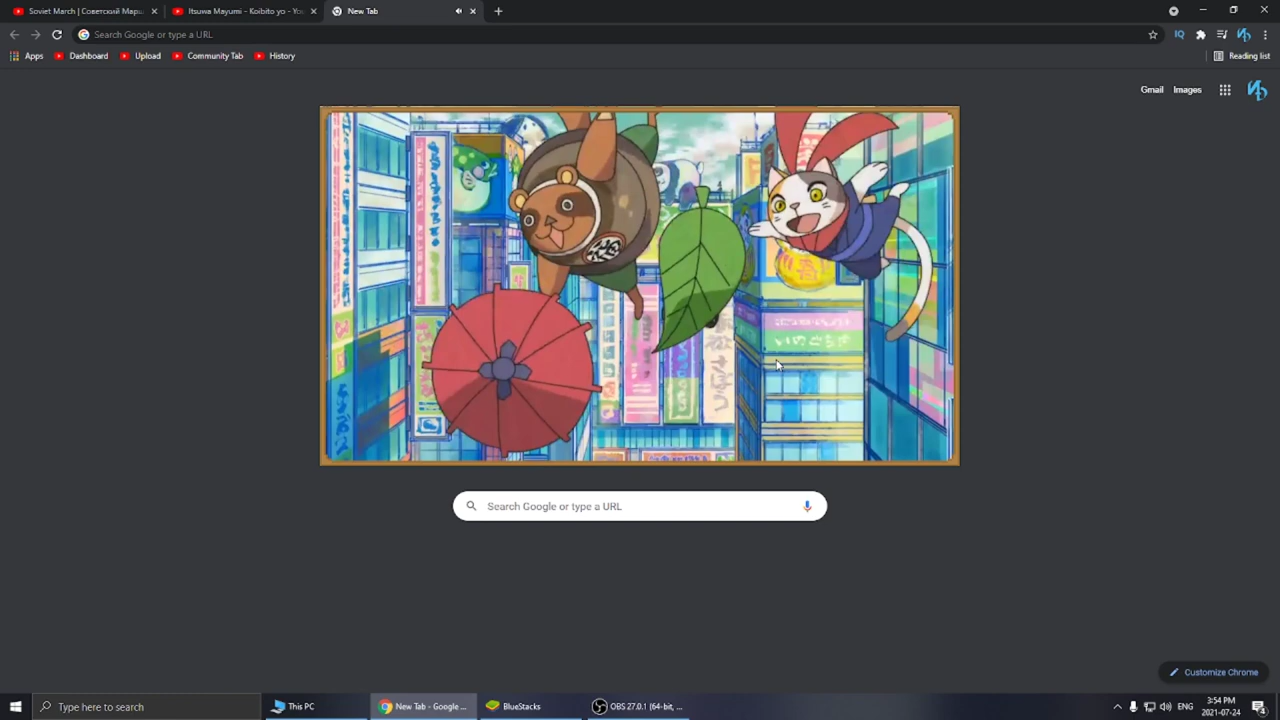 Soviet March | Советский Марш
Itsuwa Mayumi - Koibito yo - You
New Tab
Search Google or type a URL
Apps
Dashboard
Upload
Community Tab
History
Reading list
Gmail
Images
Search Google or type a URL
Customize Chrome
Type here to search
This PC
New Tab - Google ...
BlueStacks
OBS 27.0.1 (64-bit, ...
ENG
3:54 PM
2021-07-24
4